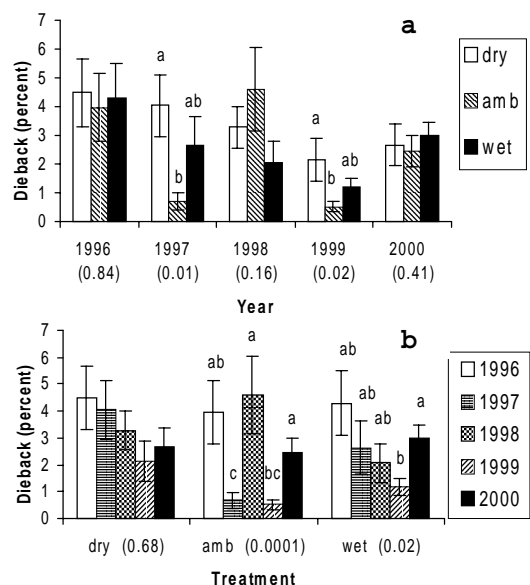 a
7
6
5
4
3
2
1
0
Dieback (percent)
a
b
ab
a
b
ab
1996 1997 1998 1999 2000
(0.84) (0.01) (0.16) (0.02) (0.41)
Year
dry
amb
wet
b
7
6
5
4
3
2
1
0
Dieback (percent)
ab
c
a
bc
a
ab
ab
ab
b
a
dry (0.68) amb (0.0001) wet (0.02)
Treatment
1996
1997
1998
1999
2000